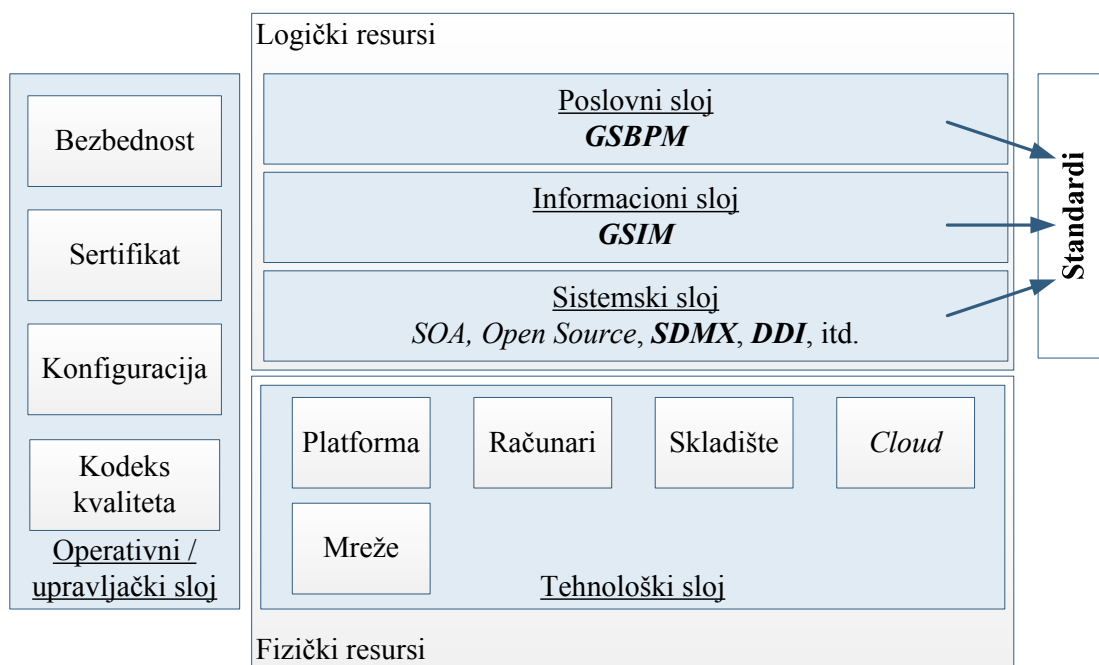 Logički resursi
Bezbednost
Sertifikat
Konfiguracija
Kodeks
kvaliteta
Operativni /
upravljački sloj
Poslovni sloj
GSBPM
Informacioni sloj
GSIM
Sistemski sloj
SOA, Open Source, SDMX, DDI, itd.
Standardi
Platforma
Računari
Skladište
Cloud
Mreže
Tehnološki sloj
Fizički resursi